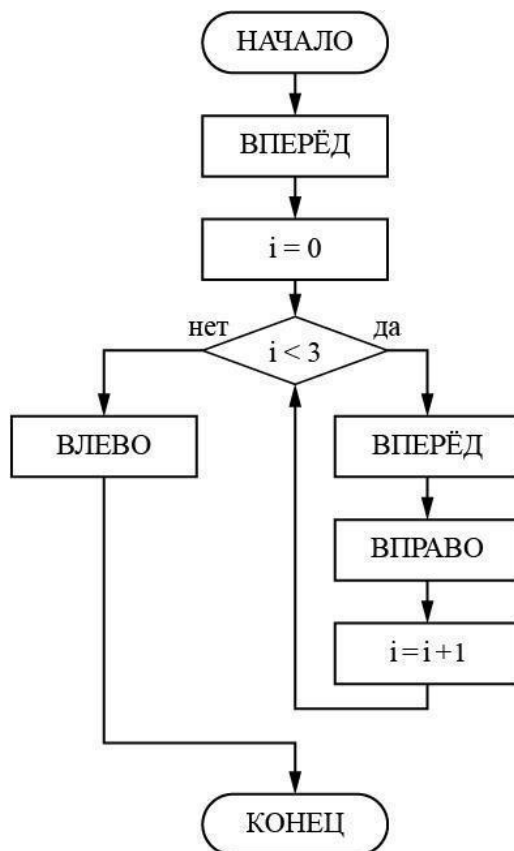 НАЧАЛО
ВПЕРЁД
i = 0
нет
да
i < 3
ВЛЕВО
ВПЕРЁД
ВПРАВО
i = i + 1
КОНЕЦ